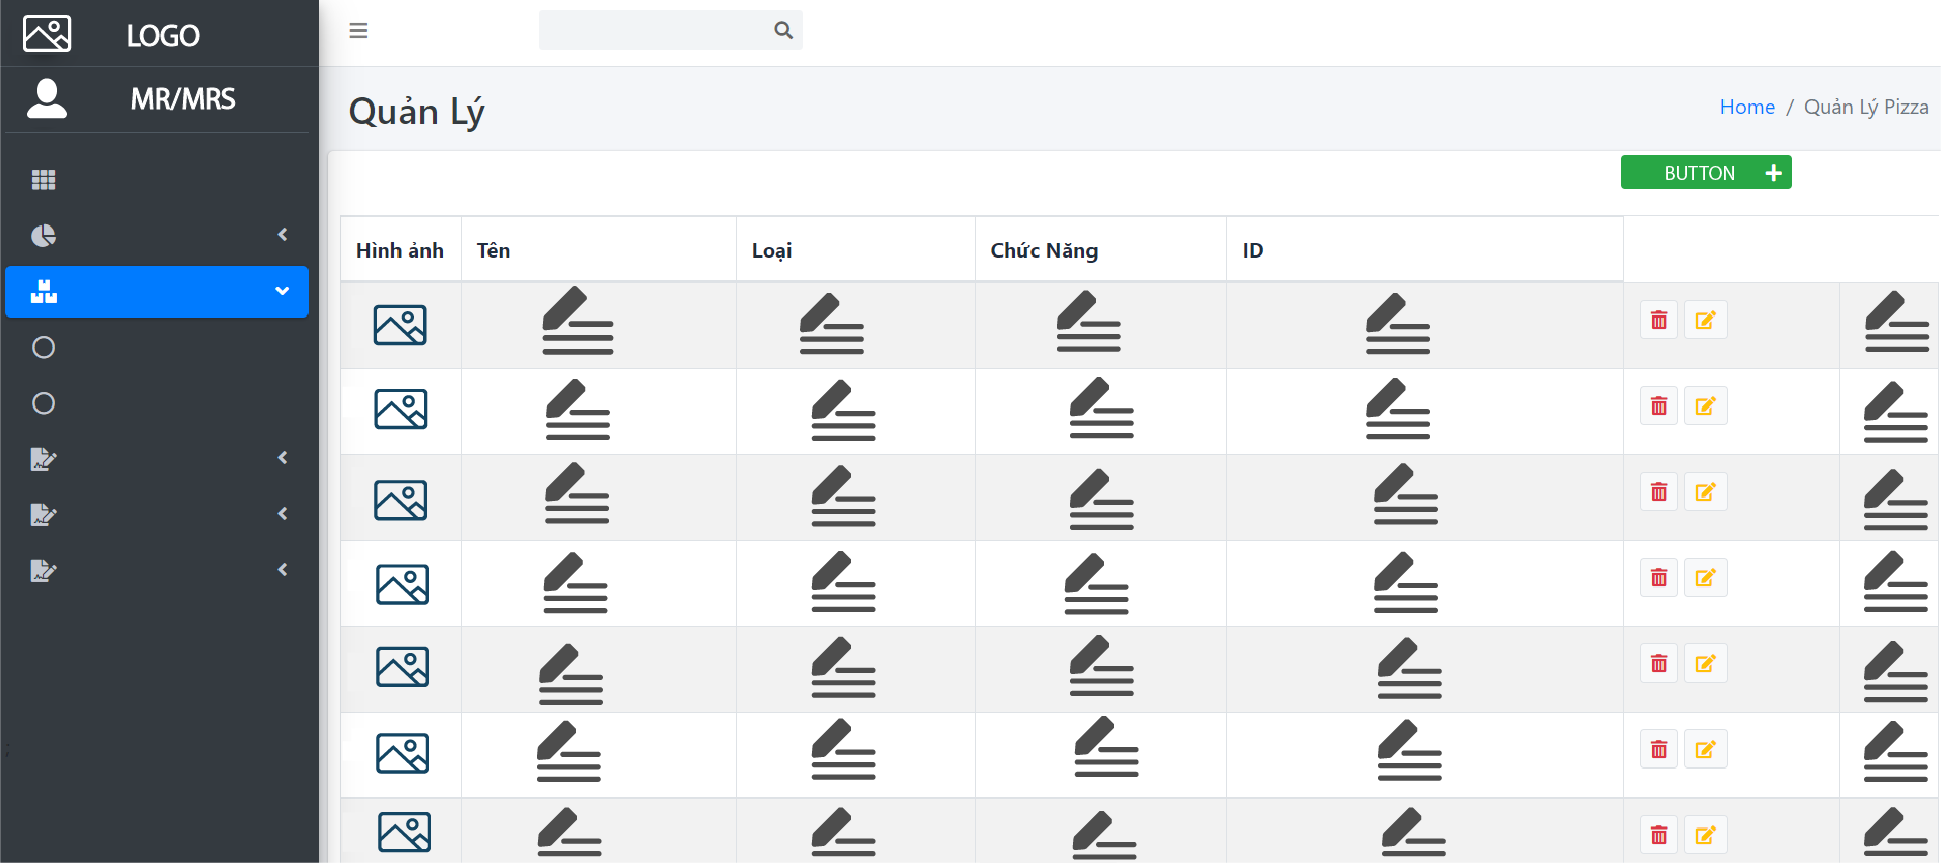 LOGO
MR/MRS
Quản Lý
Home / Quản Lý Pizza
BUTTON +
Hình ảnh Tên Loại Chức Năng ID
;